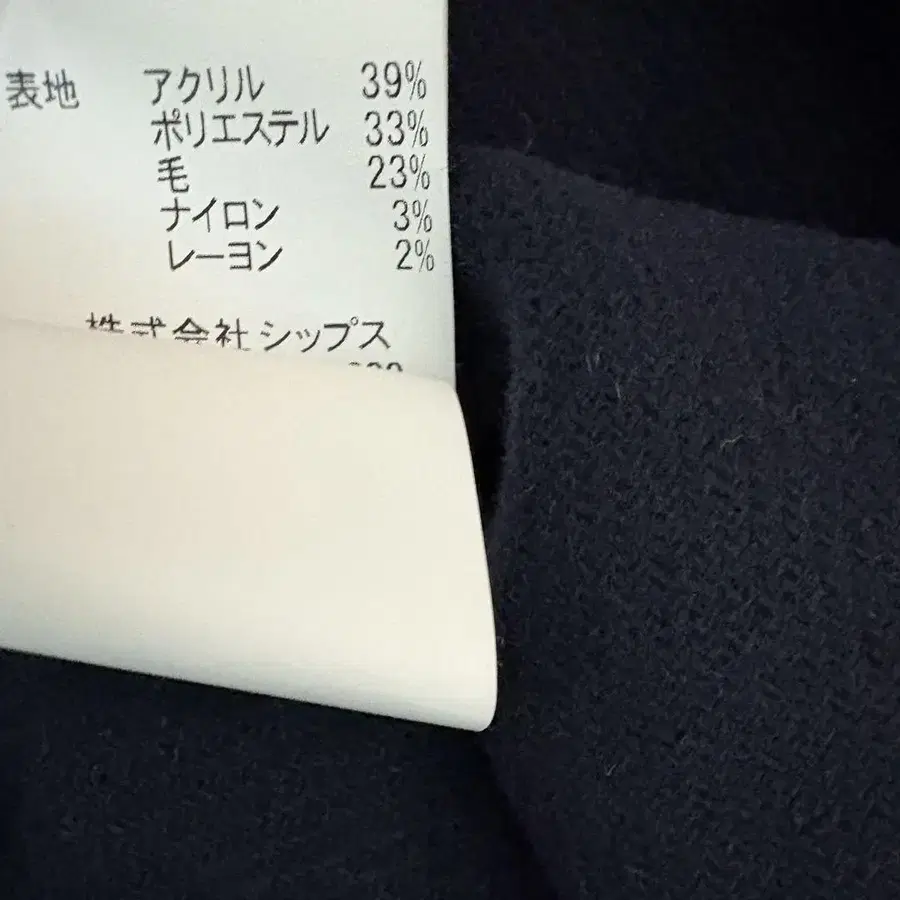 表地 アクリル 39%
ポリエステル 33%
毛 23%
ナイロン 3%
レーヨン 2%
株式会社シップス